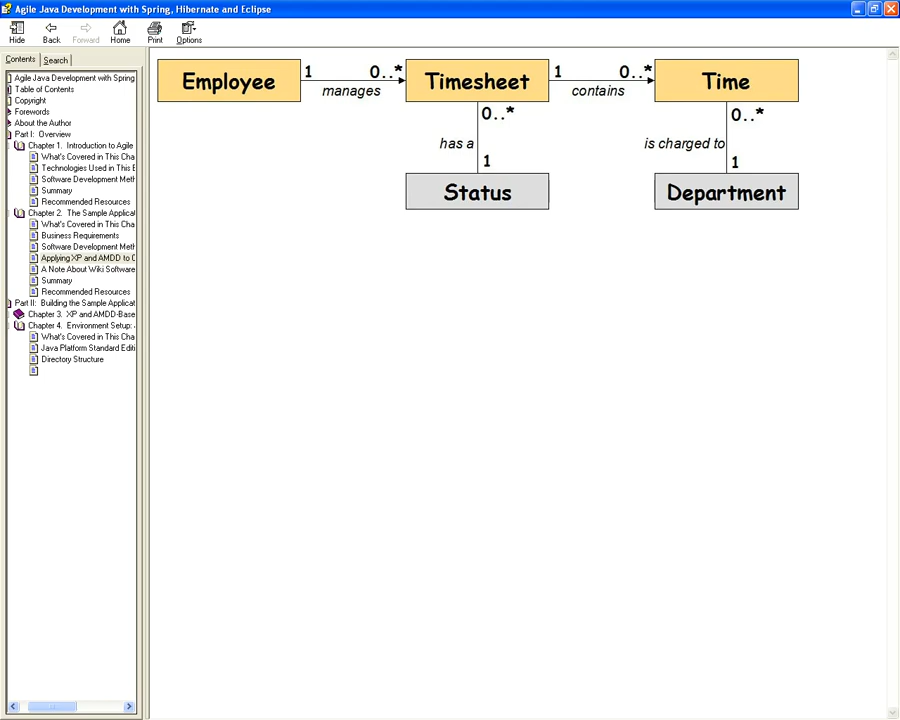 Agile Java Development with Spring, Hibernate and Eclipse
Hide Back Forward Home Print Options
Contents Search
Agile Java Development with Spring
Table of Contents
Copyright
Forewords
About the Author
Part I: Overview
Chapter 1. Introduction to Agile
What's Covered in This Cha
Technologies Used in This B
Software Development Meth
Summary
Recommended Resources
Chapter 2. The Sample Applicat
What's Covered in This Cha
Business Requirements
Software Development Meth
Applying XP and AMDD to O
A Note About Wiki Software
Summary
Recommended Resources
Part II: Building the Sample Applicat
Chapter 3. XP and AMDD-Base
Chapter 4. Environment Setup:
What's Covered in This Cha
Java Platform Standard Editi
Directory Structure
Employee 1 manages 0..* Timesheet 1 contains 0..* Time
0..* has a 1
0..* is charged to 1
Status
Department